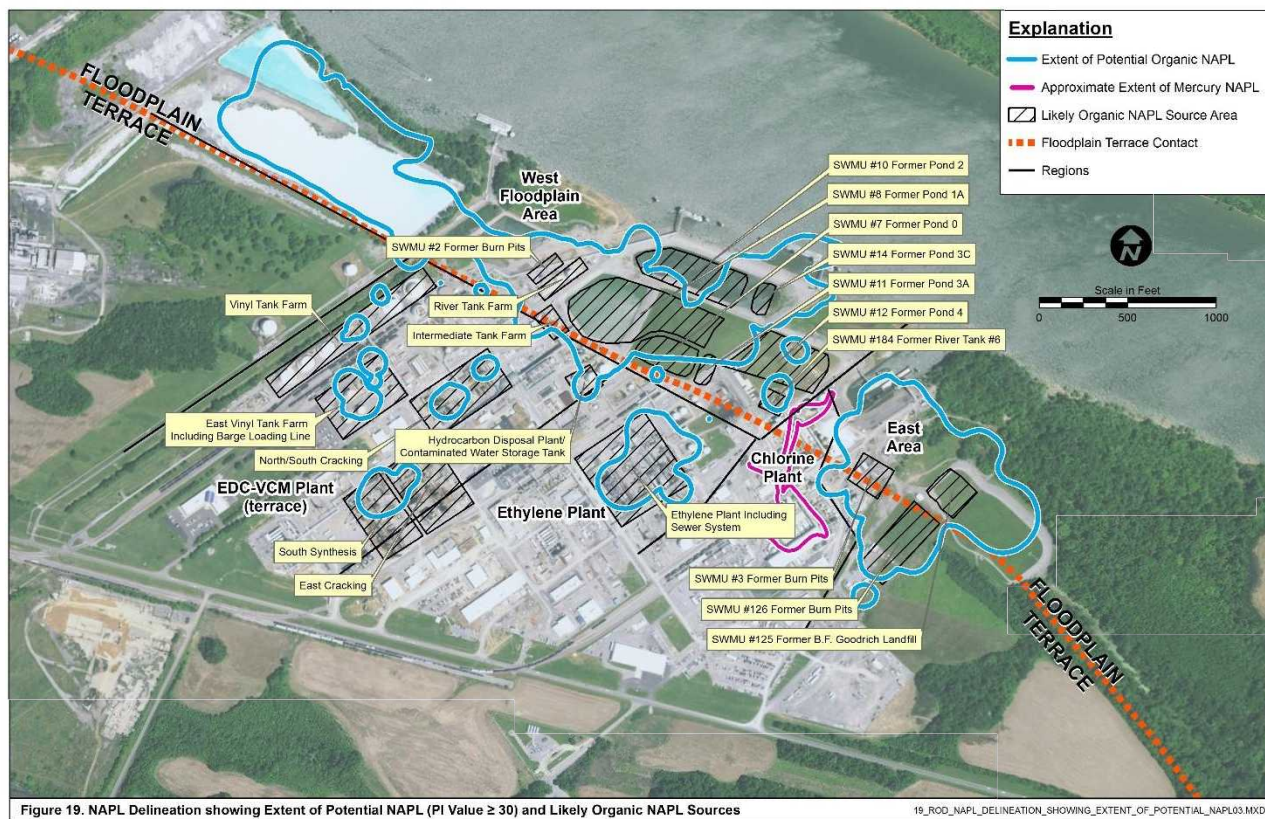 Explanation
Extent of Potential Organic NAPL
Approximate Extent of Mercury NAPL
Likely Organic NAPL Source Area
Floodplain Terrace Contact
Regions
N
Scale in Feet
0 500 1000
FLOODPLAIN
TERRACE
West
Floodplain
Area
SWMU #10 Former Pond 2
SWMU #8 Former Pond 1A
SWMU #7 Former Pond 0
SWMU #14 Former Pond 3C
SWMU #11 Former Pond 3A
SWMU #12 Former Pond 4
SWMU #184 Former River Tank #6
SWMU #2 Former Burn Pits
River Tank Farm
Intermediate Tank Farm
Vinyl Tank Farm
East Vinyl Tank Farm
Including Barge Loading Line
North/South Cracking
Hydrocarbon Disposal Plant/
Contaminated Water Storage Tank
EDC-VCM Plant
(terrace)
Ethylene Plant
Ethylene Plant Including
Sewer System
Chlorine
Plant
East
Area
South Synthesis
East Cracking
SWMU #3 Former Burn Pits
SWMU #126 Former Burn Pits
SWMU #125 Former B.F. Goodrich Landfill
FLOODPLAIN
TERRACE
Figure 19. NAPL Delineation showing Extent of Potential NAPL (PI Value ≥ 30) and Likely Organic NAPL Sources
19_ROD_NAPL_DELINEATION_SHOWING_EXTENT_OF_POTENTIAL_NAPL03.MXD